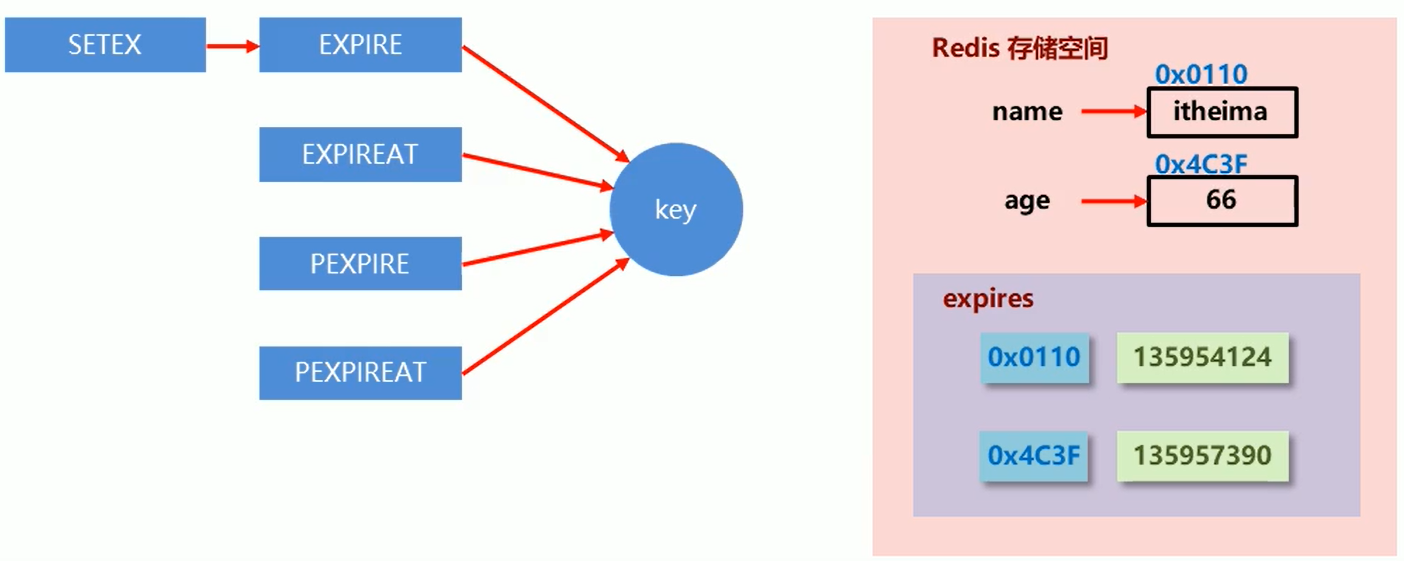 SETEX
EXPIRE
EXPIREAT
PEXPIRE
PEXPIREAT
key
Redis 存储空间
0x0110
name
itheima
0x4C3F
age
66
expires
0x0110
135954124
0x4C3F
135957390